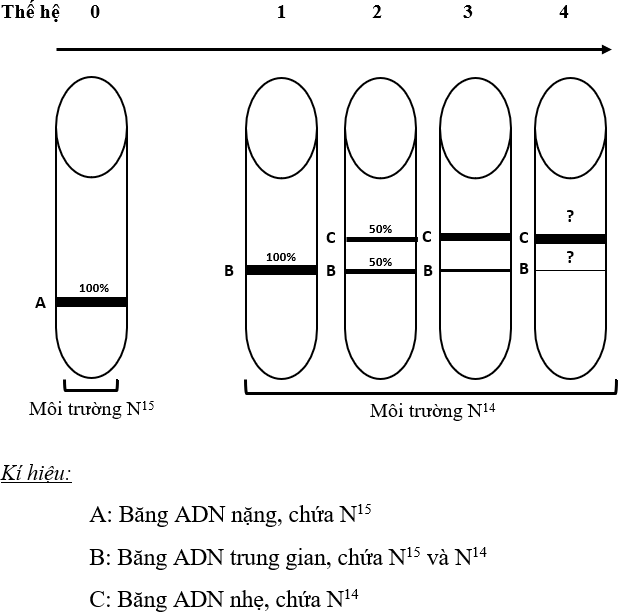 Thế hệ 0 1 2 3 4
?
C 50% C C
100% ? 
B B 50% B B
A 100%
Môi trường N¹⁵ Môi trường N¹⁴
Kí hiệu:
A: Băng ADN nặng, chứa N¹⁵
B: Băng ADN trung gian, chứa N¹⁵ và N¹⁴
C: Băng ADN nhẹ, chứa N¹⁴